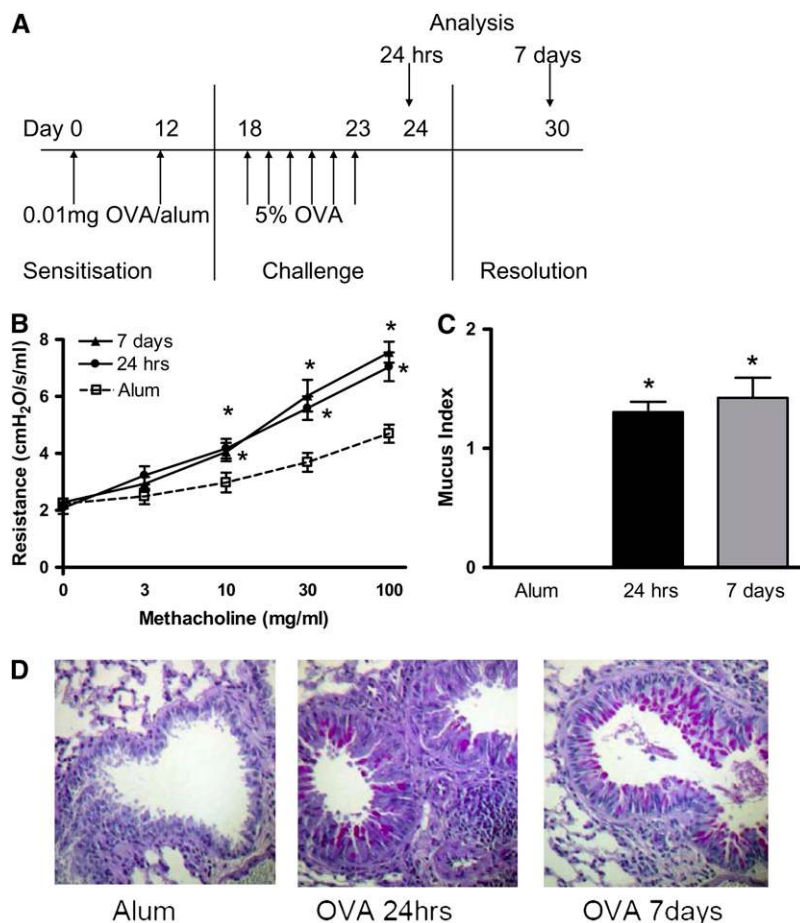 A
Analysis
24 hrs 7 days
Day 0 12 18 23 24 30
0.01mg OVA/alum 5% OVA
Sensitisation Challenge Resolution
B
8
6
4
2
0
Resistance (cmH2O/s/ml)
7 days
24 hrs
Alum
* * * * * *
0 3 10 30 100
Methacholine (mg/ml)
C
2
1
0
Mucus Index
* *
Alum 24 hrs 7 days
D
Alum OVA 24hrs OVA 7days